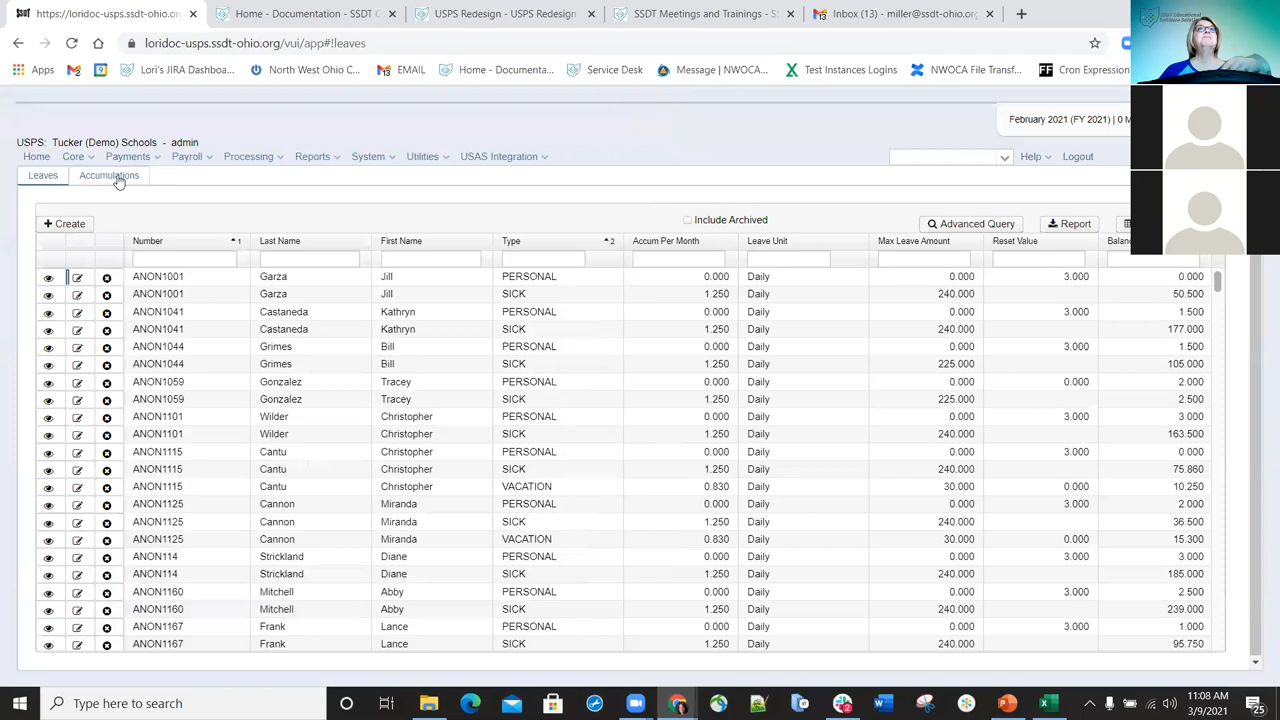 SSDT https://loridoc-usps.ssdt-ohio.org/
Home - Documentation - SSDT C
USPS Redesign - USPS Redesign
SSDT Meetings and Trainings - S
Inbox (13) - miller@ssdt-ohio.org
loridoc-usps.ssdt-ohio.org/vui/app#!leaves
Apps
North West Ohio C...
EMAIL
Home - Documenta...
Service Desk
Message | NWOCA...
Test Instances Logins
NWOCA File Transf...
FF Cron Expression
Lori's JIRA Dashboa...
February 2021 (FY 2021) | 0 M
USPS: Tucker (Demo) Schools - admin
Home Core Payments Payroll Processing Reports System Utilities USAS Integration Help Logout
Leaves Accumulations
+ Create Include Archived Advanced Query Report
Number 1 Last Name First Name Type 2 Accum Per Month Leave Unit Max Leave Amount Reset Value Balanc
ANON1001 Garza Jill PERSONAL 0.000 Daily 0.000 3.000 0.000
ANON1001 Garza Jill SICK 1.250 Daily 240.000 50.500
ANON1041 Castaneda Kathryn PERSONAL 0.000 Daily 0.000 3.000 1.500
ANON1041 Castaneda Kathryn SICK 1.250 Daily 240.000 177.000
ANON1044 Grimes Bill PERSONAL 0.000 Daily 0.000 3.000 1.500
ANON1044 Grimes Bill SICK 1.250 Daily 225.000 105.000
ANON1059 Gonzalez Tracey PERSONAL 0.000 Daily 0.000 0.000 2.000
ANON1059 Gonzalez Tracey SICK 1.250 Daily 225.000 2.500
ANON1101 Wilder Christopher PERSONAL 0.000 Daily 0.000 3.000 3.000
ANON1101 Wilder Christopher SICK 1.250 Daily 240.000 163.500
ANON1115 Cantu Christopher PERSONAL 0.000 Daily 0.000 3.000 0.000
ANON1115 Cantu Christopher SICK 1.250 Daily 240.000 75.860
ANON1115 Cantu Christopher VACATION 0.830 Daily 30.000 0.000 10.250
ANON1125 Cannon Miranda PERSONAL 0.000 Daily 0.000 3.000 2.000
ANON1125 Cannon Miranda SICK 1.250 Daily 240.000 36.500
ANON1125 Cannon Miranda VACATION 0.830 Daily 30.000 0.000 15.300
ANON114 Strickland Diane PERSONAL 0.000 Daily 0.000 3.000 3.000
ANON114 Strickland Diane SICK 1.250 Daily 240.000 185.000
ANON1160 Mitchell Abby PERSONAL 0.000 Daily 0.000 3.000 2.500
ANON1160 Mitchell Abby SICK 1.250 Daily 240.000 239.000
ANON1167 Frank Lance PERSONAL 0.000 Daily 0.000 3.000 1.000
ANON1167 Frank Lance SICK 1.250 Daily 240.000 95.750
Type here to search
11:08 AM
3/9/2021
25